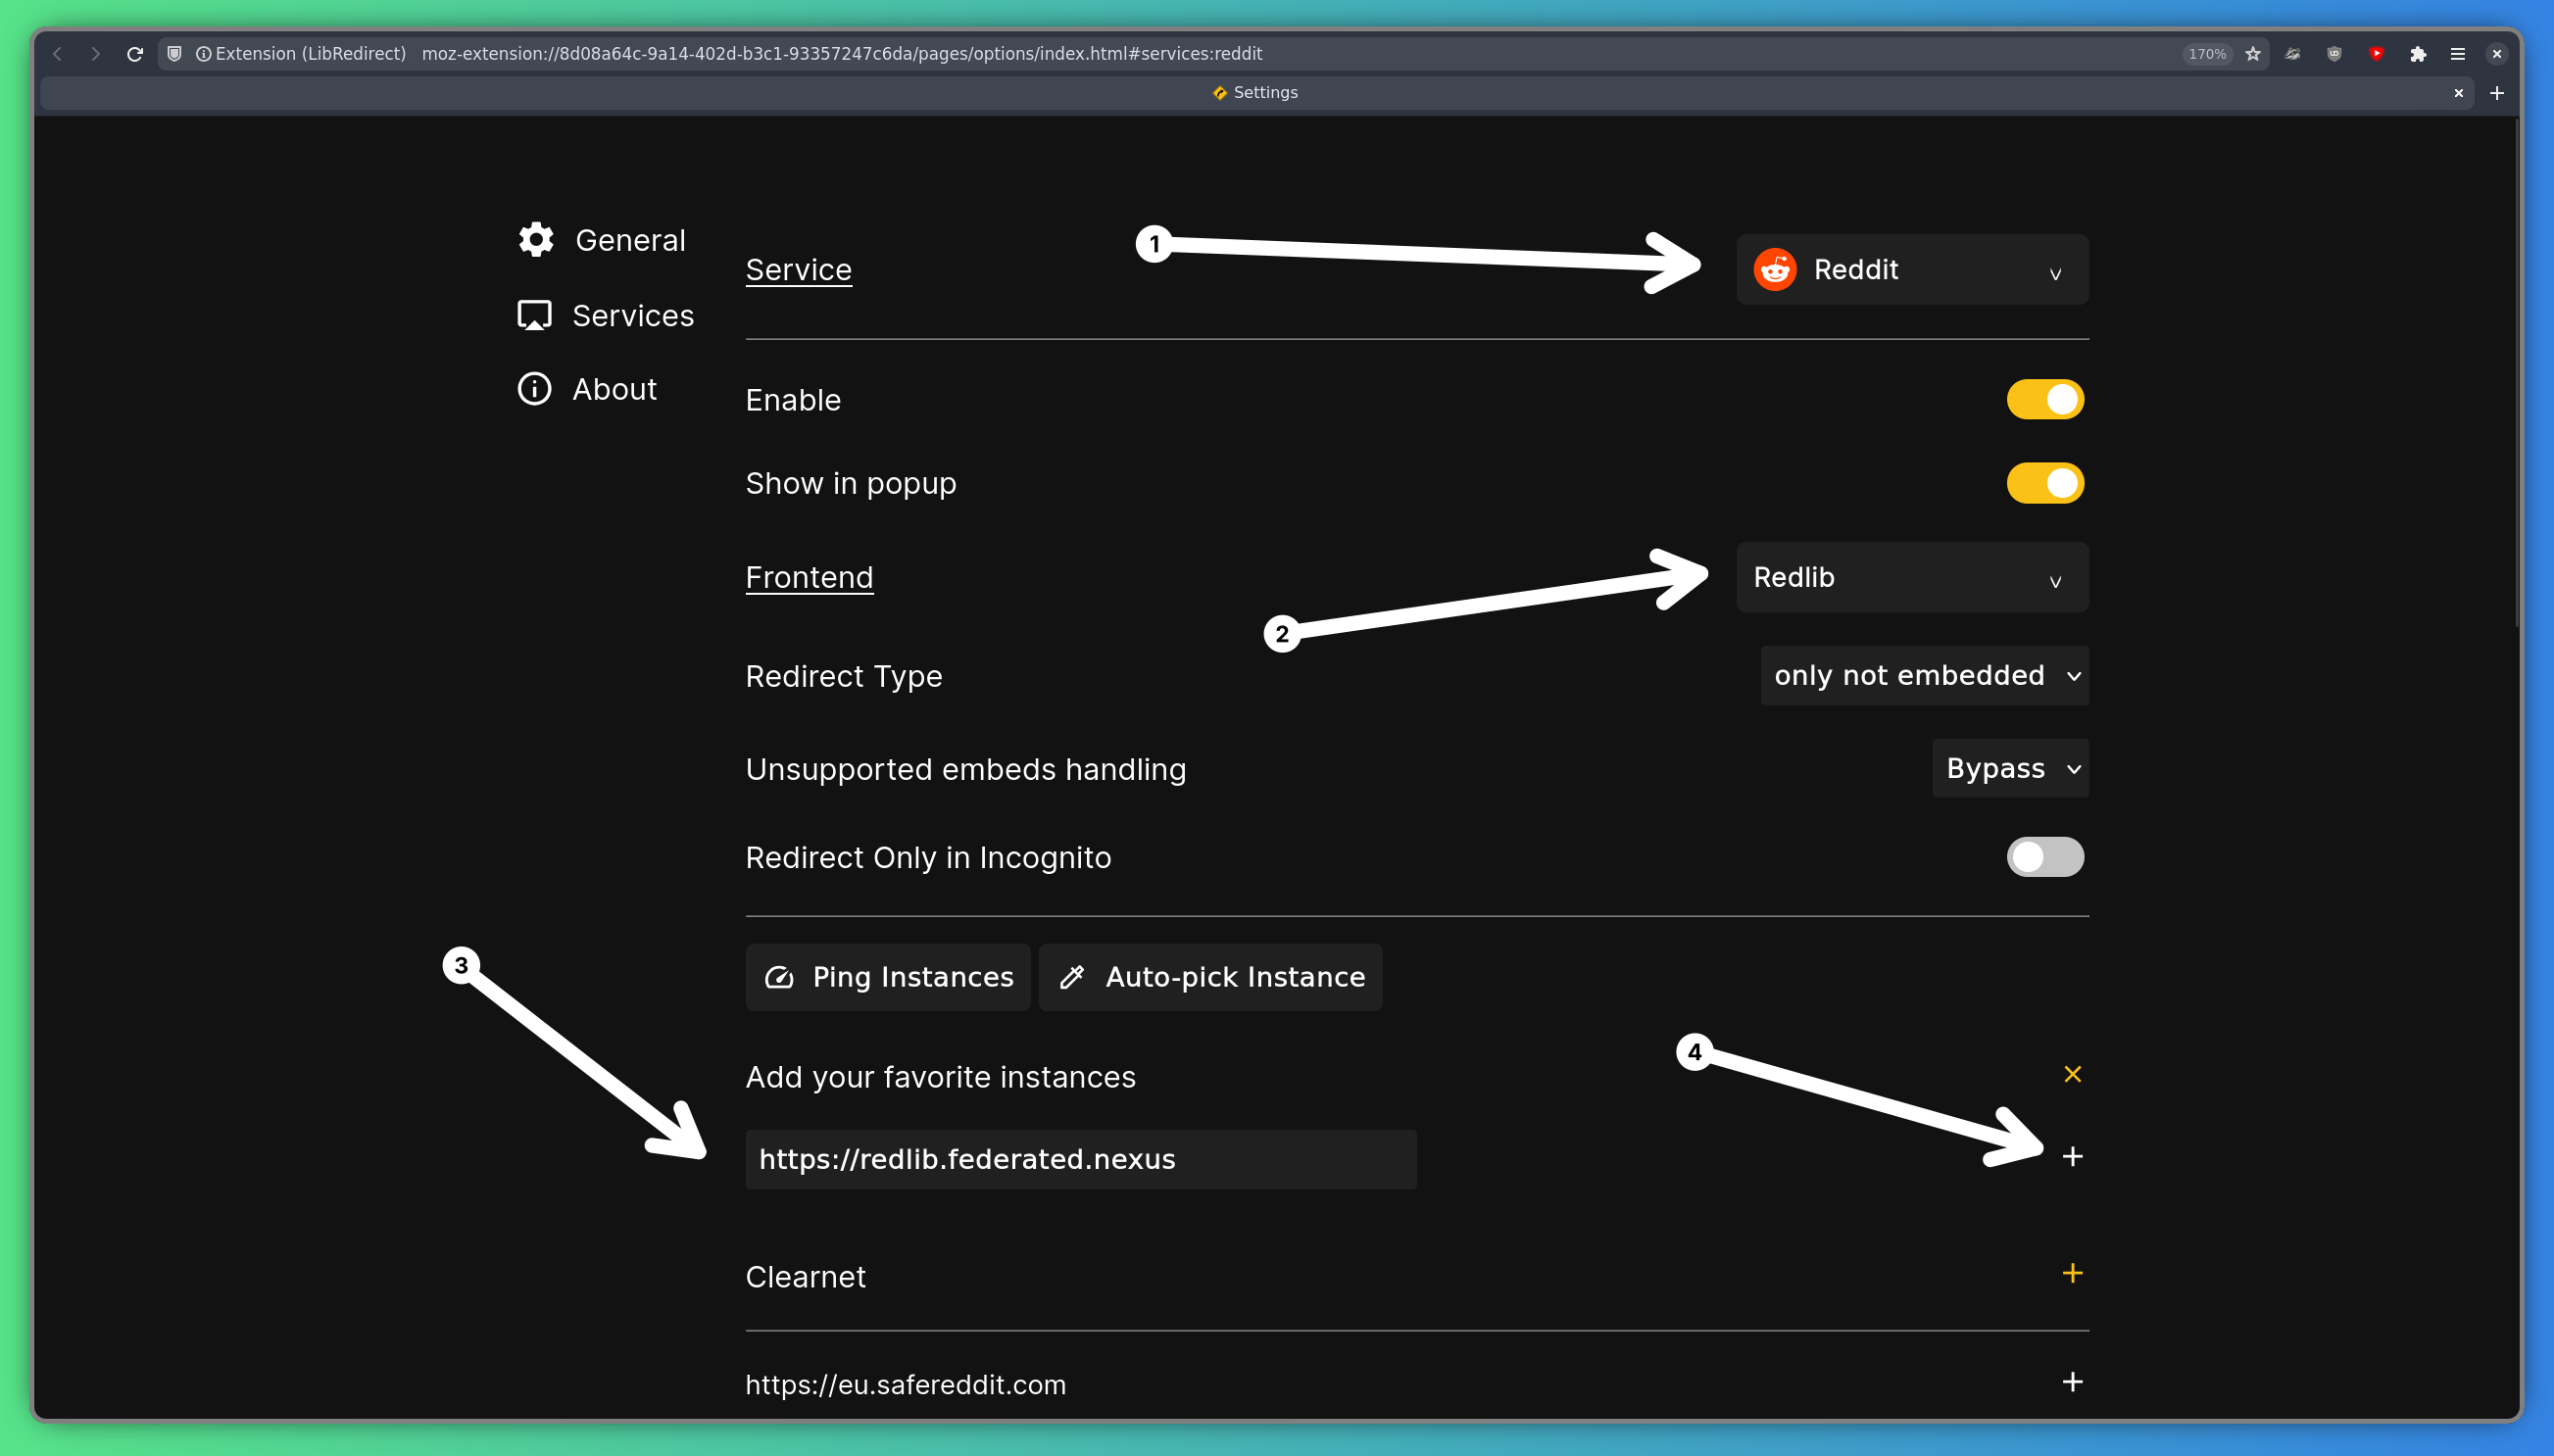 Extension (LibRedirect) moz-extension://8d08a64c-9a14-402d-b3c1-93357247c6da/pages/options/index.html#services:reddit 170%
Settings
General
Services
About
1
Service Reddit
Enable
Show in popup
Frontend Redlib
2
Redirect Type only not embedded
Unsupported embeds handling Bypass
Redirect Only in Incognito
3
Ping Instances Auto-pick Instance
4
Add your favorite instances
https://redlib.federated.nexus
Clearnet
https://eu.safereddit.com